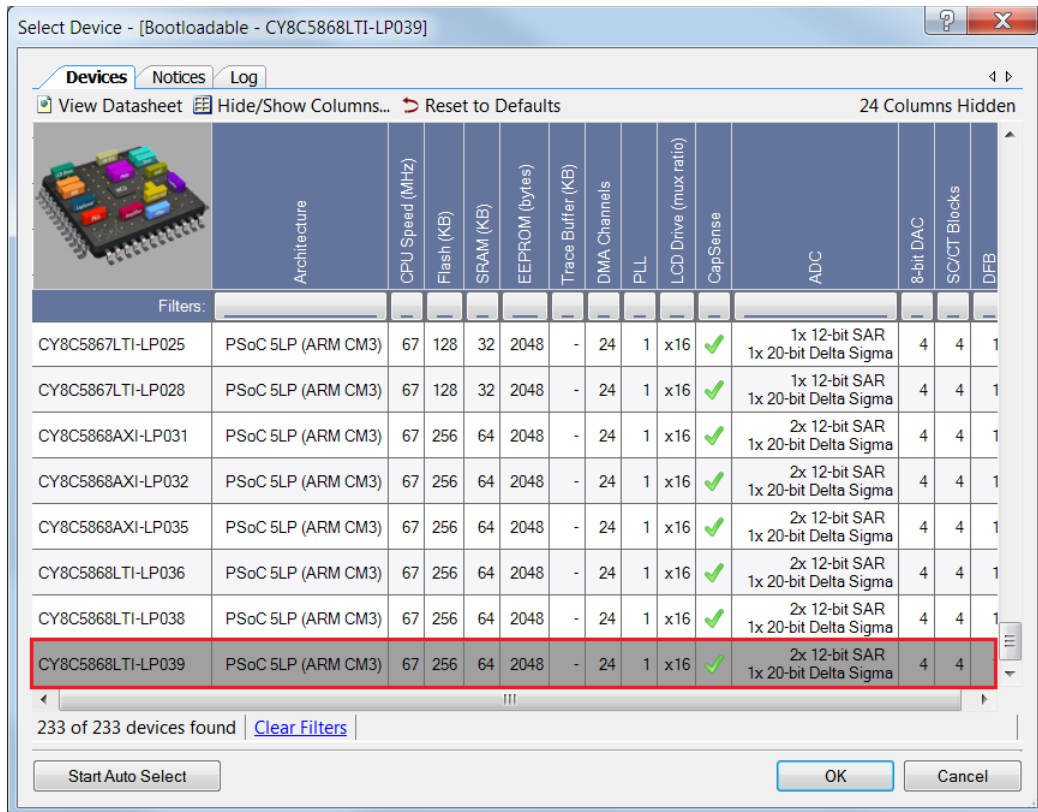 Select Device - [Bootloadable - CY8C5868LTI-LP039]
Devices Notices Log
View Datasheet Hide/Show Columns... Reset to Defaults 24 Columns Hidden
Architecture CPU Speed (MHz) Flash (KB) SRAM (KB) EEPROM (bytes) Trace Buffer (KB) DMA Channels PLL LCD Drive (mux ratio) CapSense ADC 8-bit DAC SC/CT Blocks DFB
Filters:
CY8C5867LTI-LP025 PSoC 5LP (ARM CM3) 67 128 32 2048 - 24 1 x16 1x 12-bit SAR 4 4 1
1x 20-bit Delta Sigma
CY8C5867LTI-LP028 PSoC 5LP (ARM CM3) 67 128 32 2048 - 24 1 x16 1x 12-bit SAR 4 4 1
1x 20-bit Delta Sigma
CY8C5868AXI-LP031 PSoC 5LP (ARM CM3) 67 256 64 2048 - 24 1 x16 2x 12-bit SAR 4 4 1
1x 20-bit Delta Sigma
CY8C5868AXI-LP032 PSoC 5LP (ARM CM3) 67 256 64 2048 - 24 1 x16 2x 12-bit SAR 4 4 1
1x 20-bit Delta Sigma
CY8C5868AXI-LP035 PSoC 5LP (ARM CM3) 67 256 64 2048 - 24 1 x16 2x 12-bit SAR 4 4 1
1x 20-bit Delta Sigma
CY8C5868LTI-LP036 PSoC 5LP (ARM CM3) 67 256 64 2048 - 24 1 x16 2x 12-bit SAR 4 4 1
1x 20-bit Delta Sigma
CY8C5868LTI-LP038 PSoC 5LP (ARM CM3) 67 256 64 2048 - 24 1 x16 2x 12-bit SAR 4 4 1
1x 20-bit Delta Sigma
CY8C5868LTI-LP039 PSoC 5LP (ARM CM3) 67 256 64 2048 - 24 1 x16 2x 12-bit SAR 4 4
1x 20-bit Delta Sigma
233 of 233 devices found Clear Filters
Start Auto Select OK Cancel